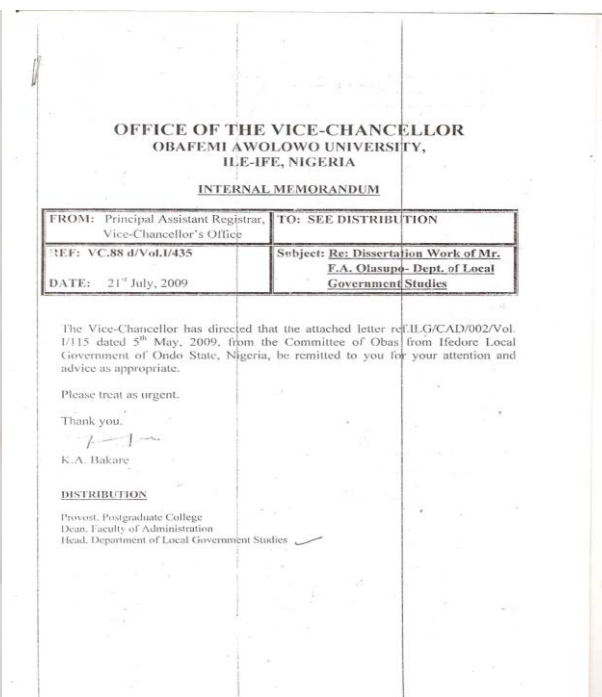 OFFICE OF THE VICE-CHANCELLOR
OBAFEMI AWOLOWO UNIVERSITY,
ILE-IFE, NIGERIA
INTERNAL MEMORANDUM
FROM: Principal Assistant Registrar,
Vice-Chancellor's Office
TO: SEE DISTRIBUTION
REF: VC.88 d/Vol.I/435
DATE: 21st July, 2009
Subject: Re: Dissertation Work of Mr.
F.A. Olasupo- Dept. of Local
Government Studies
The Vice-Chancellor has directed that the attached letter ref.ILG/CAD/002/Vol.
I/115 dated 5th May, 2009, from the Committee of Obas from Ifedore Local
Government of Ondo State, Nigeria, be remitted to you for your attention and
advice as appropriate.
Please treat as urgent.
Thank you.
K.A. Bakare
DISTRIBUTION
Provost, Postgraduate College
Dean, Faculty of Administration
Head, Department of Local Government Studies